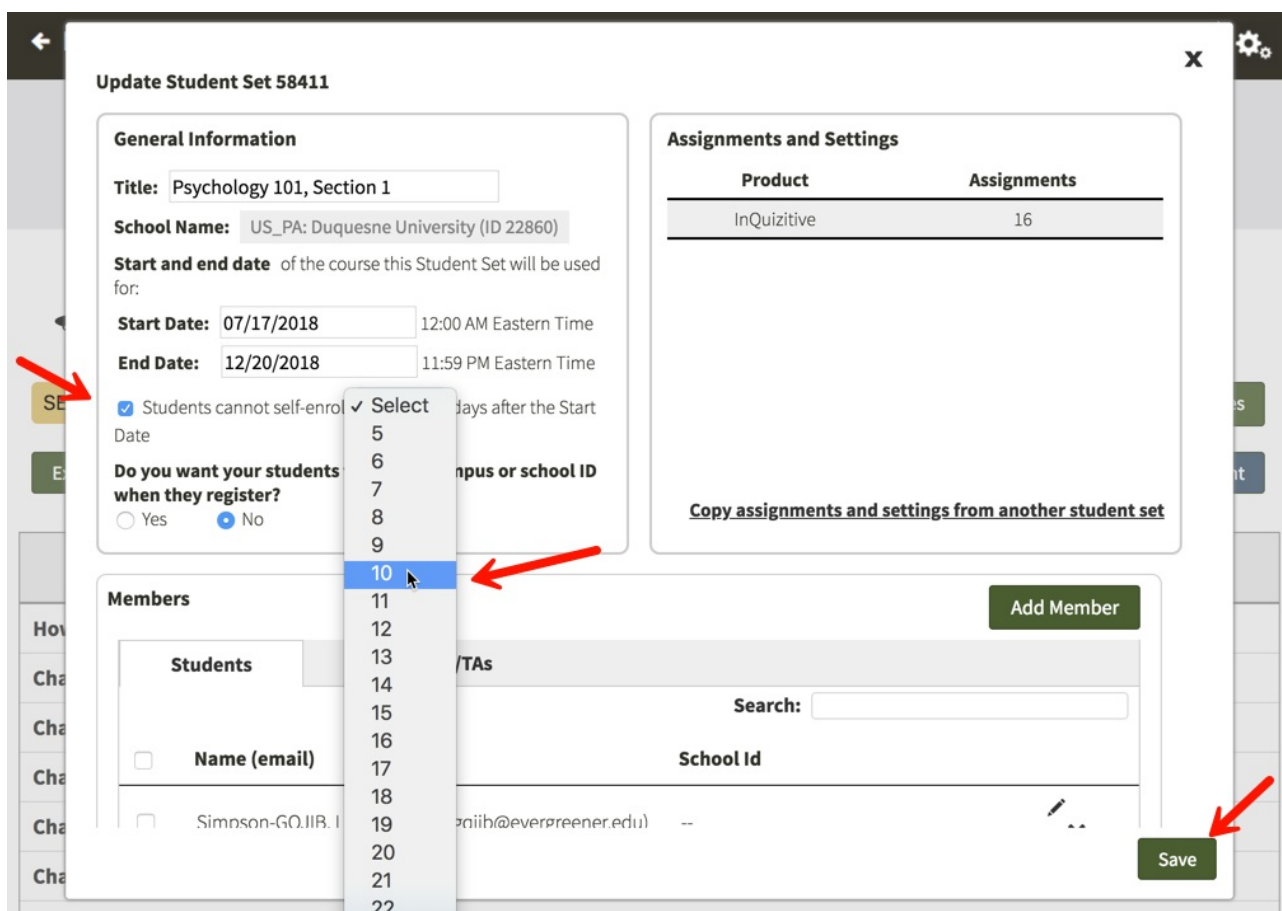 Update Student Set 58411
General Information
Title: Psychology 101, Section 1
School Name: US_PA: Duquesne University (ID 22860)
Start and end date of the course this Student Set will be used
for:
Start Date: 07/17/2018 12:00 AM Eastern Time
End Date: 12/20/2018 11:59 PM Eastern Time
Students cannot self-enrol days after the Start
Date
Do you want your students or school ID
when they register?
Yes No
✓ Select
5
6
7
8
9
10
11
12
13
14
15
16
17
18
19
20
21
22
Assignments and Settings
Product Assignments
InQuizitive 16
Copy assignments and settings from another student set
Members
Add Member
Students /TAs
Search:
Name (email) School Id
Simpson-GOJIB, --
Save